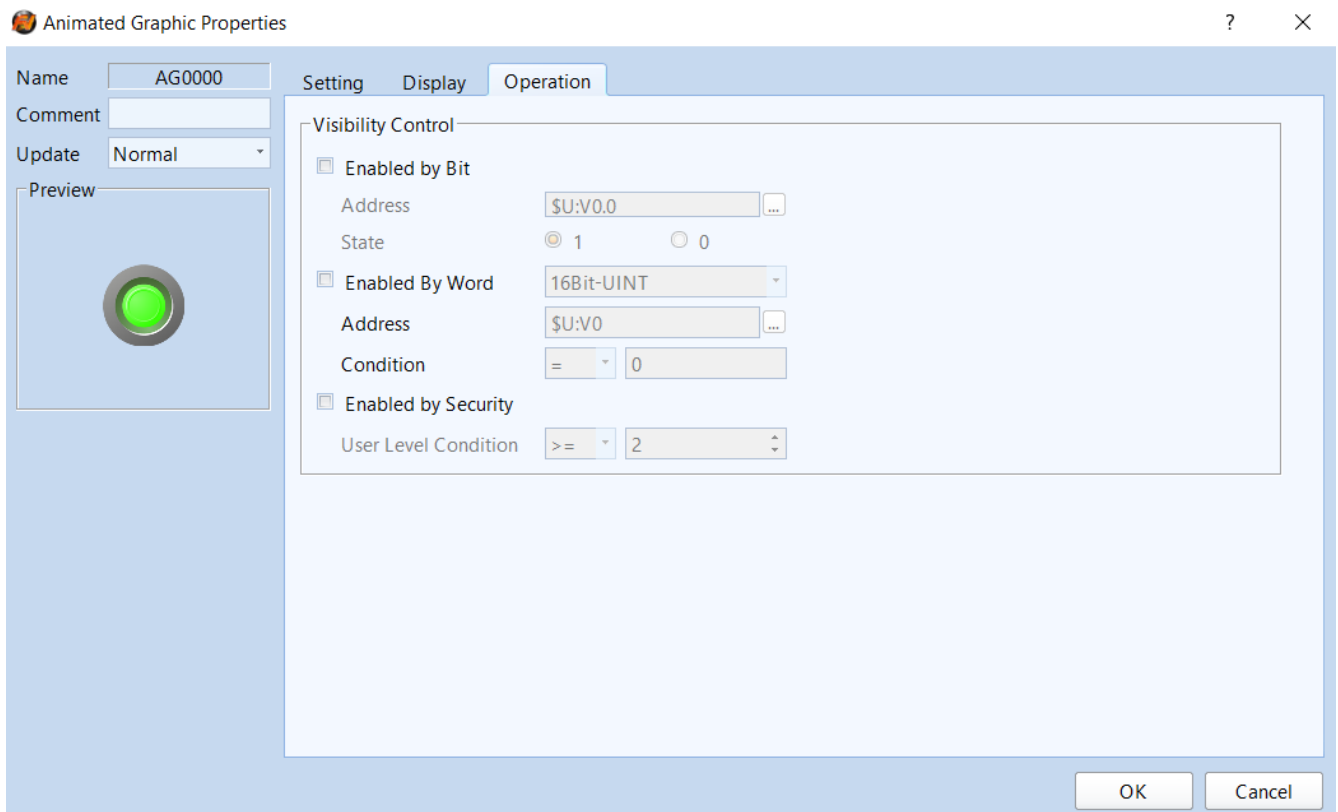 Animated Graphic Properties ?
Name AG0000
Comment
Update Normal
Preview
Setting Display Operation
Visibility Control
Enabled by Bit
Address $U:V0.0 ...
State 1 0
Enabled By Word 16Bit-UINT
Address $U:V0 ...
Condition = 0
Enabled by Security
User Level Condition >= 2
OK Cancel